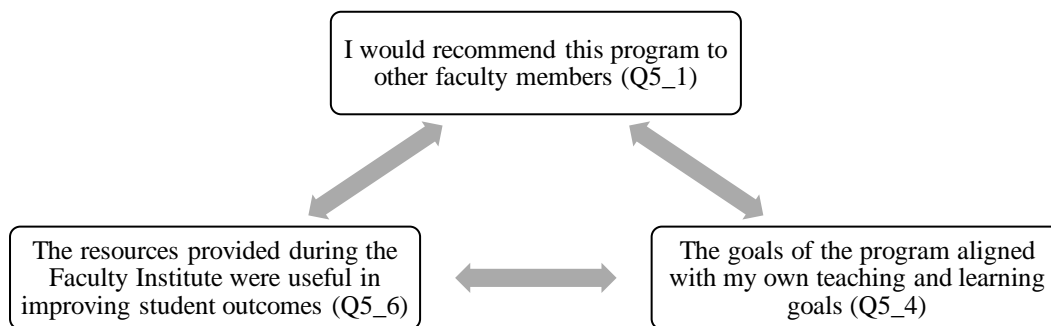 I would recommend this program to
other faculty members (Q5_1)
The resources provided during the
Faculty Institute were useful in
improving student outcomes (Q5_6)
The goals of the program aligned
with my own teaching and learning
goals (Q5_4)